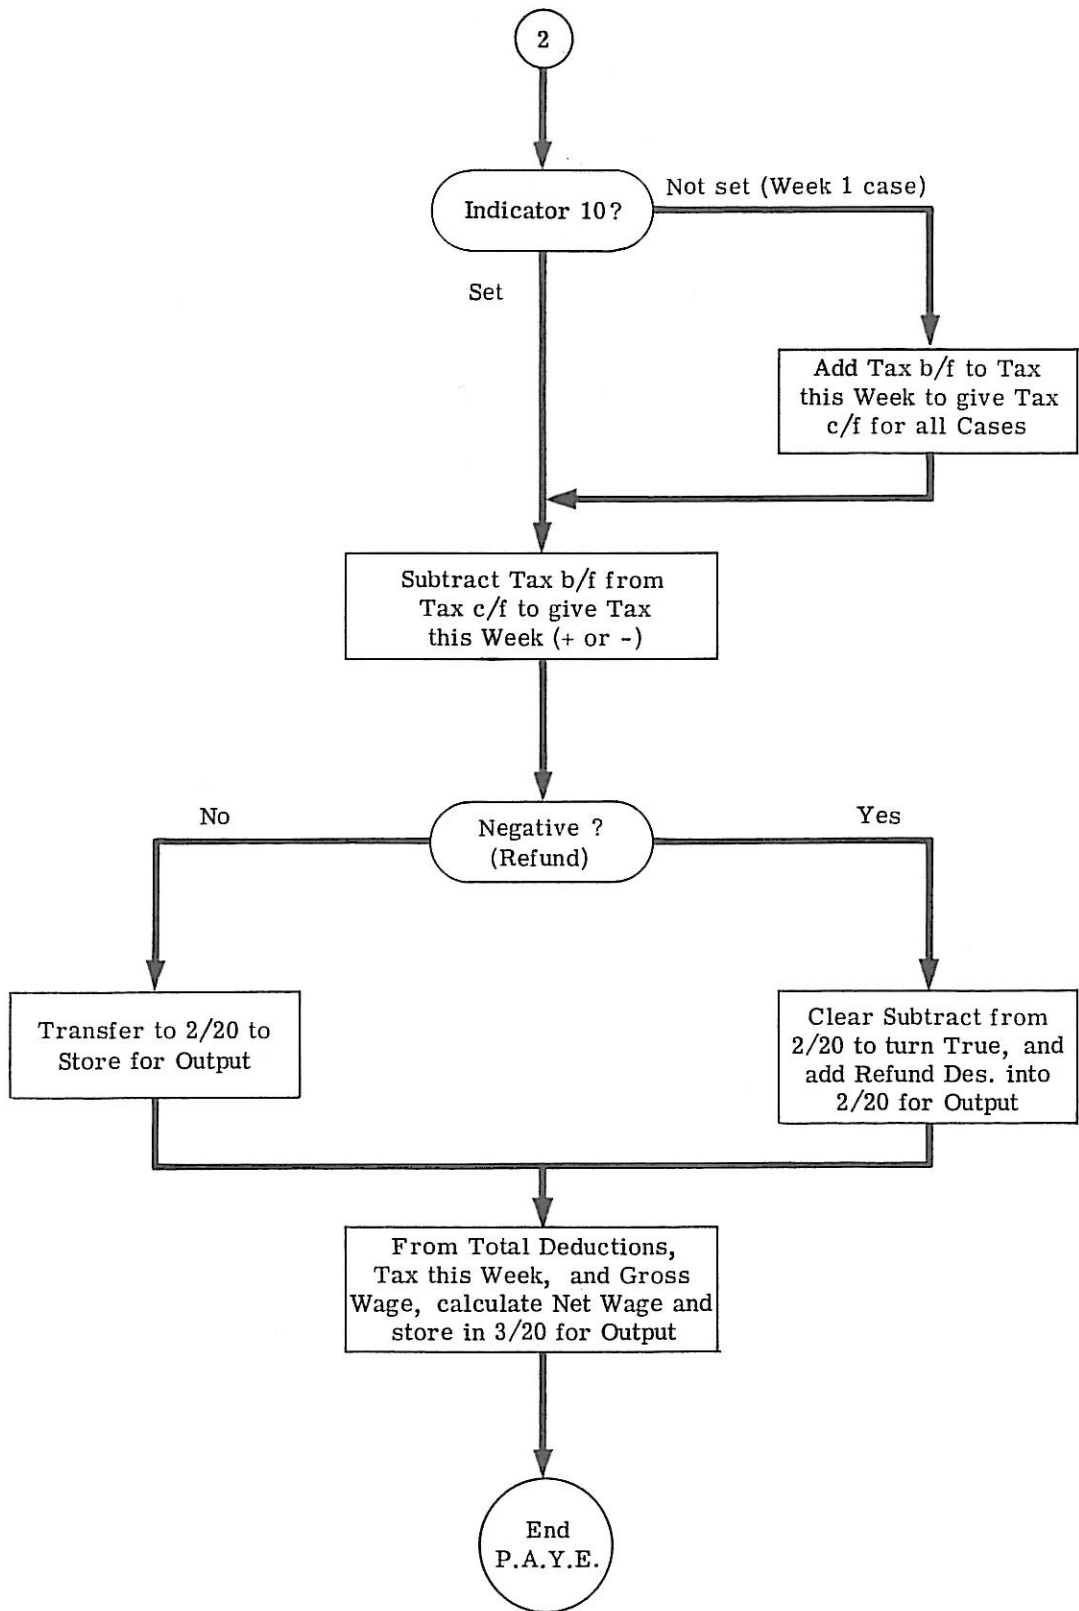 2
Indicator 10?
Not set (Week 1 case)
Set
Add Tax b/f to Tax
this Week to give Tax
c/f for all Cases
Subtract Tax b/f from
Tax c/f to give Tax
this Week (+ or -)
Negative ?
(Refund)
No
Yes
Transfer to 2/20 to
Store for Output
Clear Subtract from
2/20 to turn True, and
add Refund Des. into
2/20 for Output
From Total Deductions,
Tax this Week, and Gross
Wage, calculate Net Wage and
store in 3/20 for Output
End
P.A.Y.E.